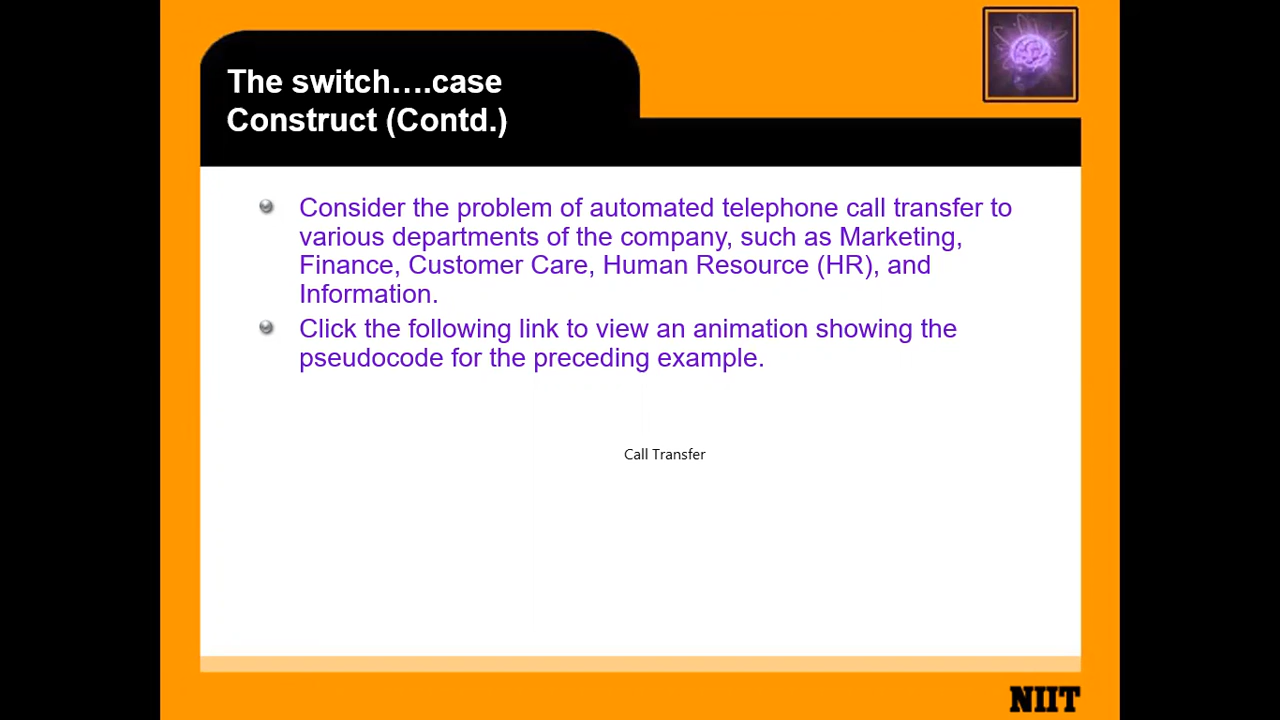 The switch….case
Construct (Contd.)
Consider the problem of automated telephone call transfer to
various departments of the company, such as Marketing,
Finance, Customer Care, Human Resource (HR), and
Information.
Click the following link to view an animation showing the
pseudocode for the preceding example.
Call Transfer
NIIT